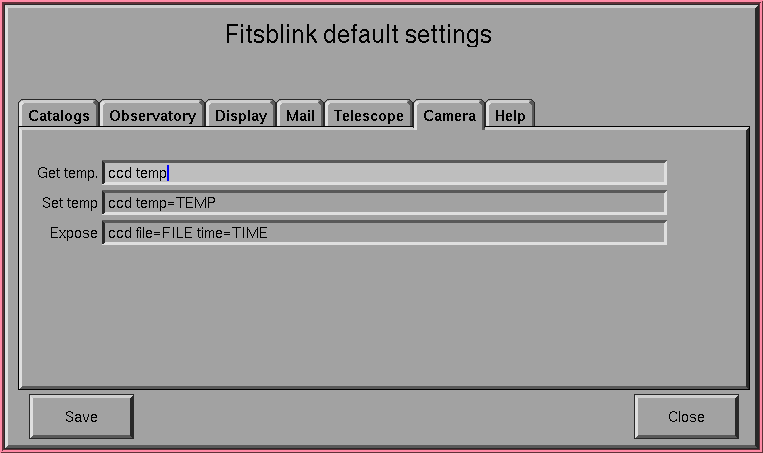 Fitsblink default settings
Catalogs Observatory Display Mail Telescope Camera Help
Get temp. ccd temp
Set temp ccd temp=TEMP
Expose ccd file=FILE time=TIME
Save Close